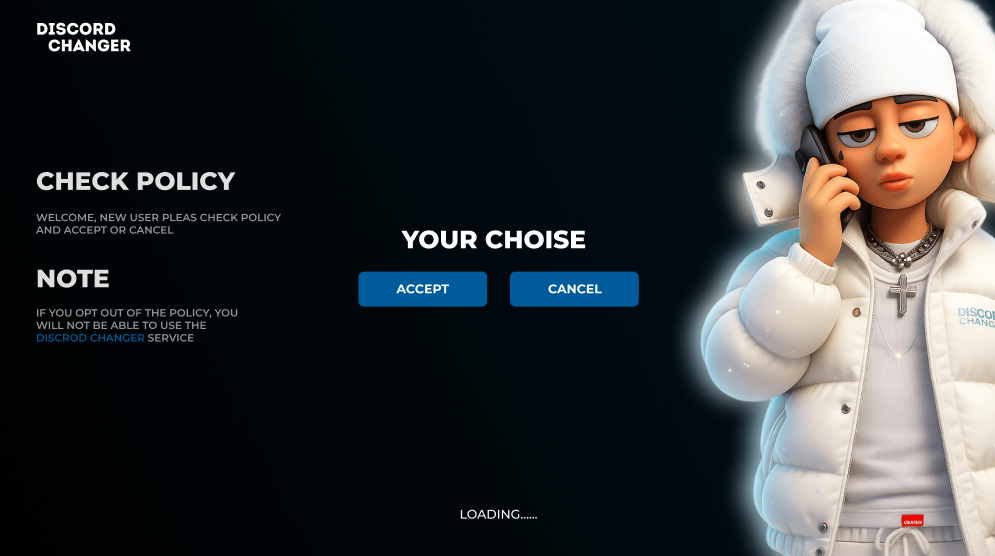 DISCORD
CHANGER
CHECK POLICY
WELCOME, NEW USER PLEAS CHECK POLICY
AND ACCEPT OR CANCEL
NOTE
IF YOU OPT OUT OF THE POLICY, YOU
WILL NOT BE ABLE TO USE THE
DISCROD CHANGER SERVICE
YOUR CHOISE
ACCEPT
CANCEL
LOADING......
DISCO
CHANG